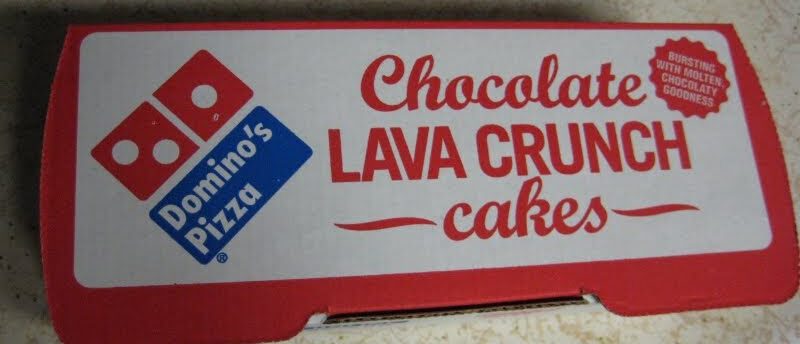 Domino's
Pizza
®
Chocolate
LAVA CRUNCH
cakes
BURSTING
WITH MOLTEN,
CHOCOLATY
GOODNESS